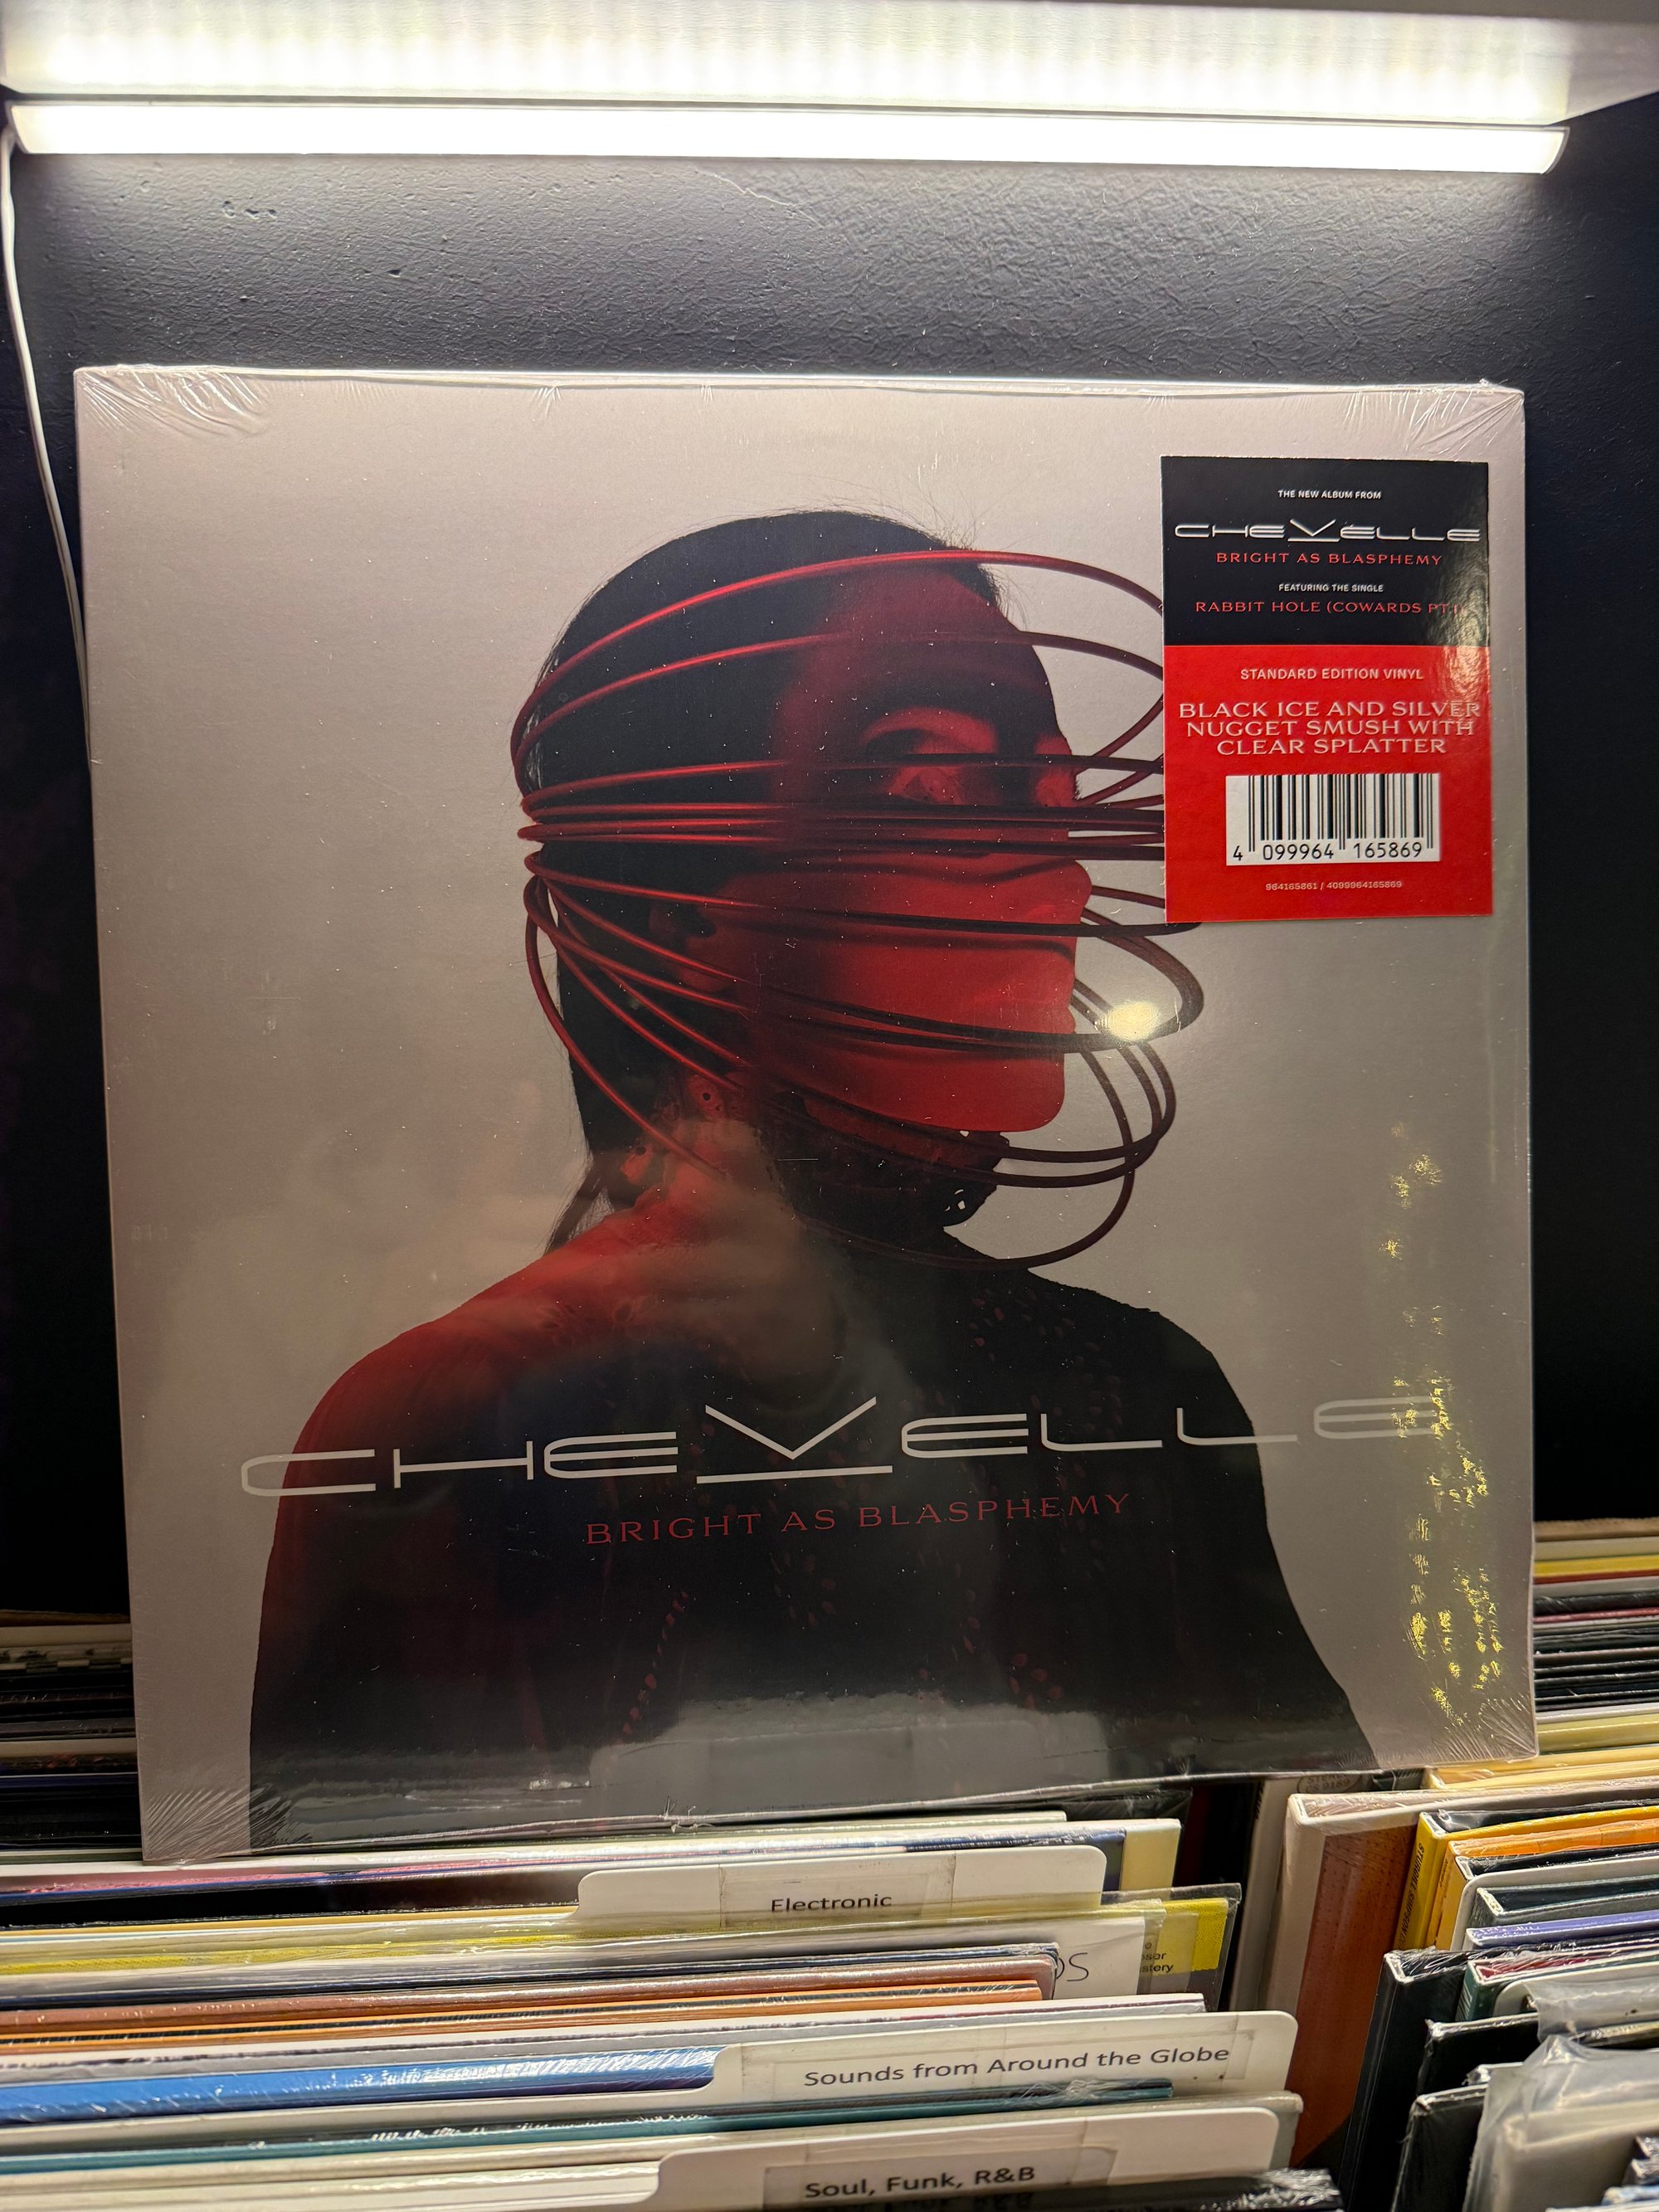 THE NEW ALBUM FROM
CHEVELLE
BRIGHT AS BLASPHEMY
FEATURING THE SINGLE
RABBIT HOLE (COWARDS PT.1)
STANDARD EDITION VINYL
BLACK ICE AND SILVER
NUGGET SMUSH WITH
CLEAR SPLATTER
4 099964 165869
964165861 / 4099964165869
CHEVELLE
BRIGHT AS BLASPHEMY
Electronic
Sounds from Around the Globe
Soul, Funk, R&B